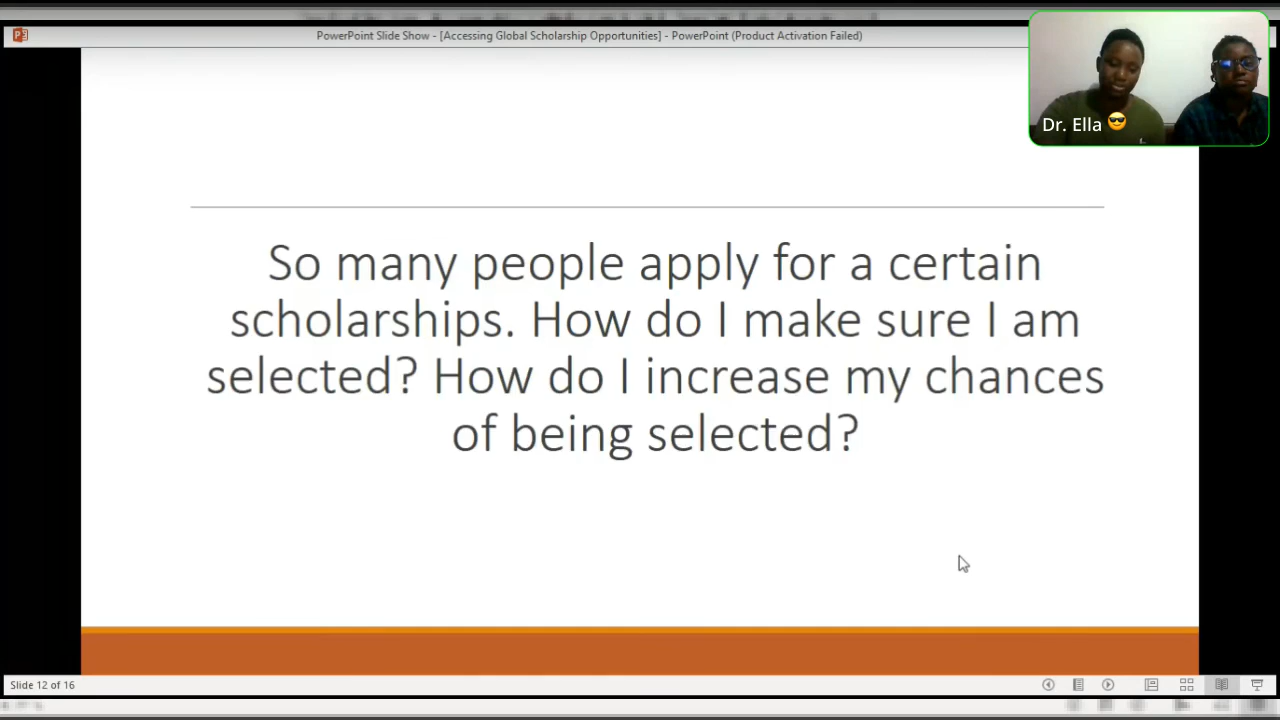 PowerPoint Slide Show - [Accessing Global Scholarship Opportunities] - PowerPoint (Product Activation Failed)
Dr. Ella 😎
So many people apply for a certain
scholarships. How do I make sure I am
selected? How do I increase my chances
of being selected?
Slide 12 of 16